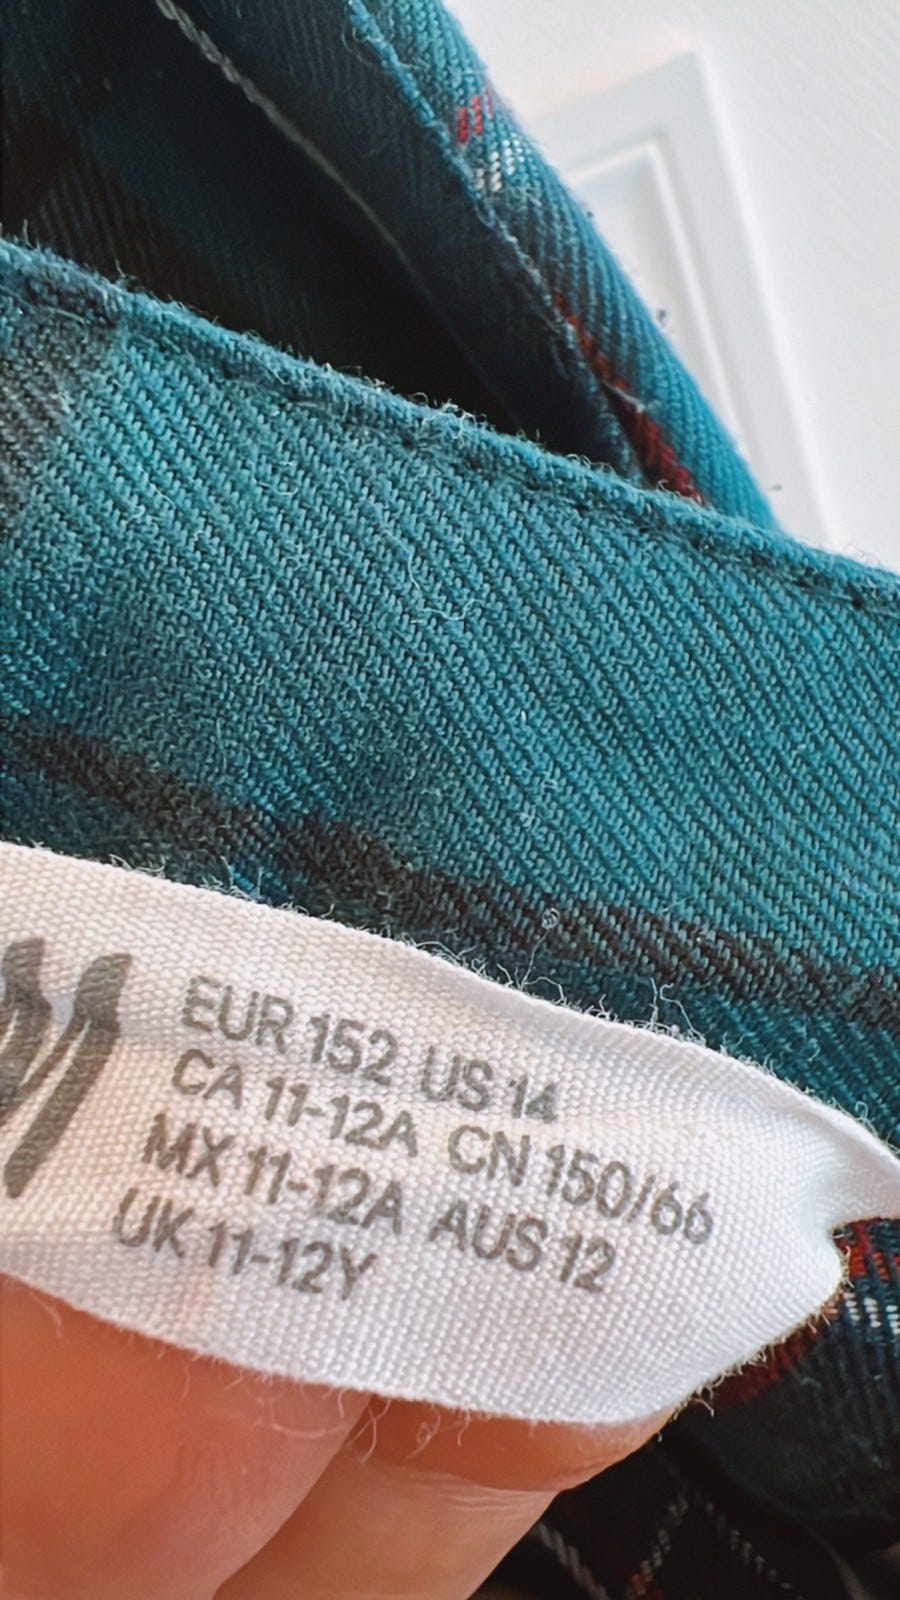 EUR 152 US 14
CA 11-12A CN 150/66
MX 11-12A AUS 12
UK 11-12Y